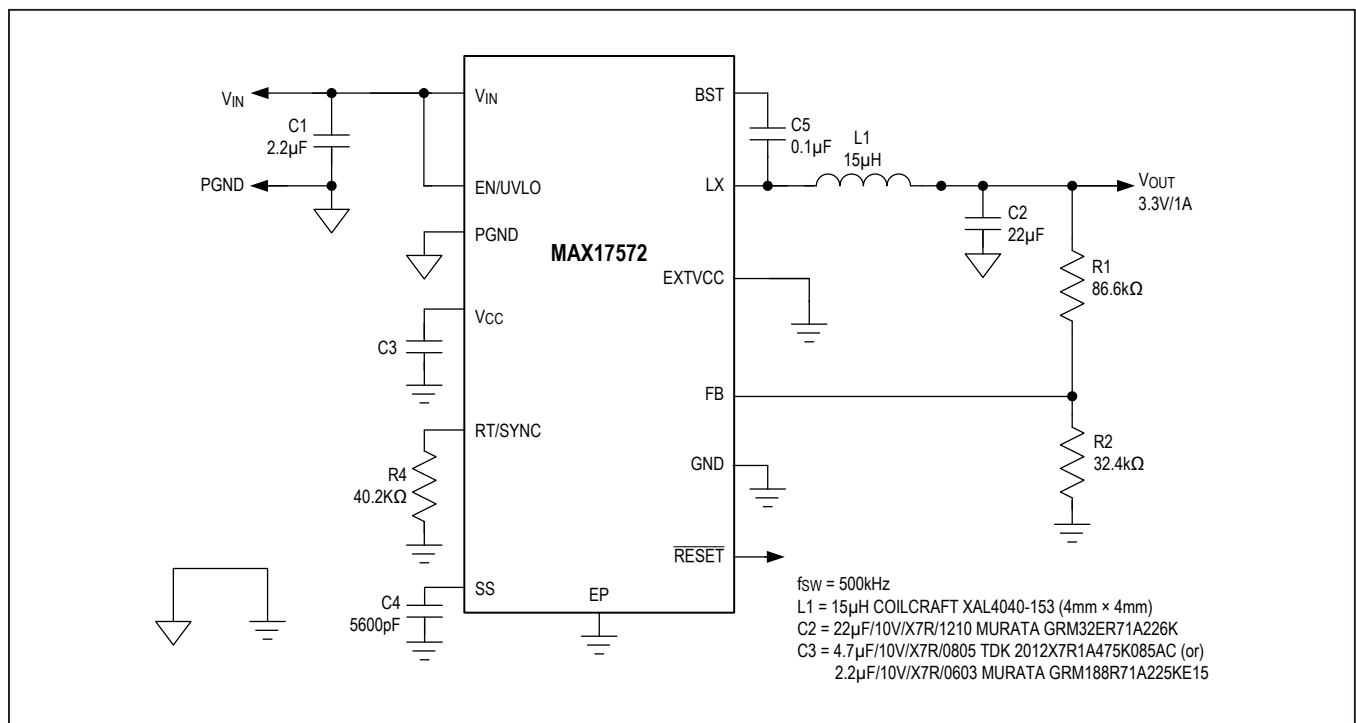 VIN
C1
2.2µF
PGND
VIN
EN/UVLO
PGND
VCC
C3
RT/SYNC
R4
40.2KΩ
SS
C4
5600pF
MAX17572
EP
BST
C5
0.1µF
LX
L1
15µH
VOUT
3.3V/1A
C2
22µF
EXTVCC
R1
86.6kΩ
FB
R2
32.4kΩ
GND
RESET
fSW = 500kHz
L1 = 15µH COILCRAFT XAL4040-153 (4mm × 4mm)
C2 = 22µF/10V/X7R/1210 MURATA GRM32ER71A226K
C3 = 4.7µF/10V/X7R/0805 TDK 2012X7R1A475K085AC (or)
2.2µF/10V/X7R/0603 MURATA GRM188R71A225KE15